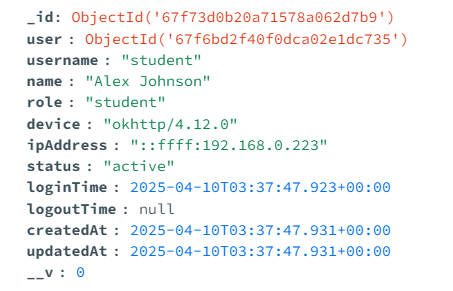 _id: ObjectId('67f73d0b20a71578a062d7b9')
user : ObjectId('67f6bd2f40f0dca02e1dc735')
username : "student"
name : "Alex Johnson"
role : "student"
device : "okhttp/4.12.0"
ipAddress : "::ffff:192.168.0.223"
status : "active"
loginTime : 2025-04-10T03:37:47.923+00:00
logoutTime : null
createdAt : 2025-04-10T03:37:47.931+00:00
updatedAt : 2025-04-10T03:37:47.931+00:00
__v : 0